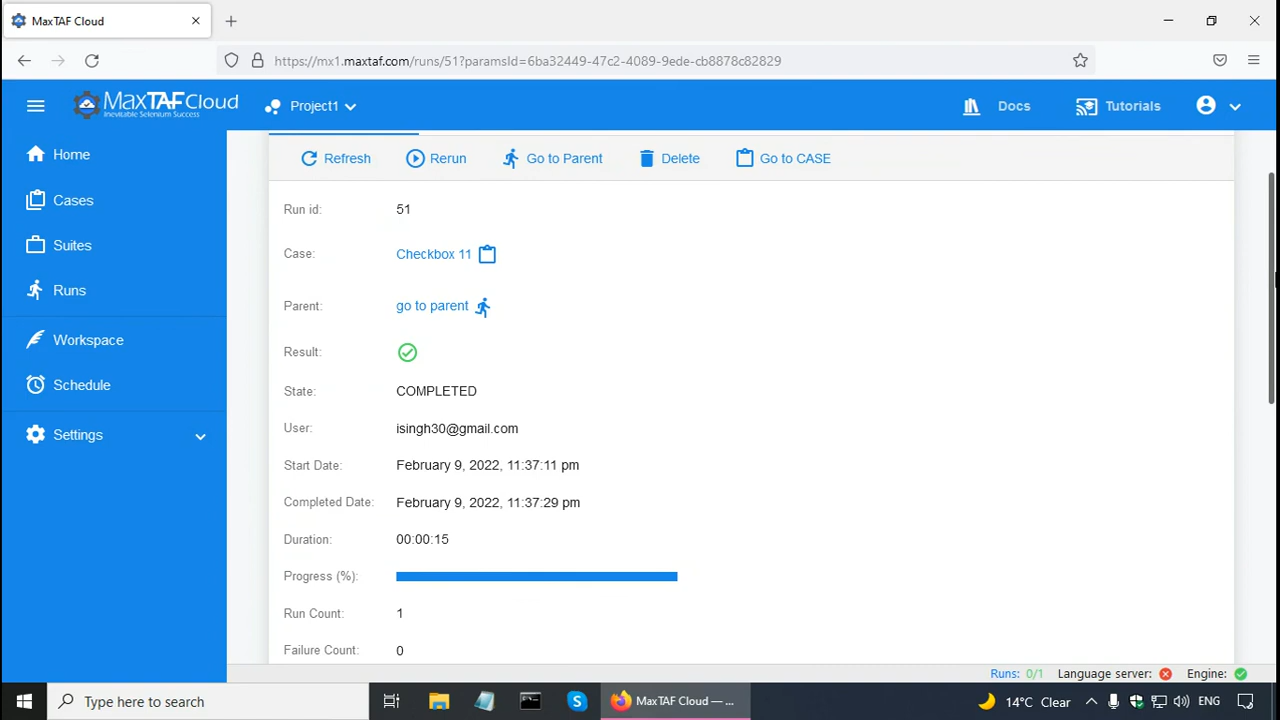 MaxTAF Cloud
https://mx1.maxtaf.com/runs/51?paramsId=6ba32449-47c2-4089-9ede-cb8878c82829
MaxTAFCloud
Inevitable Selenium Success
Project1
Docs
Tutorials
Home
Cases
Suites
Runs
Workspace
Schedule
Settings
Refresh
Rerun
Go to Parent
Delete
Go to CASE
Run id: 51
Case: Checkbox 11
Parent: go to parent
Result:
State: COMPLETED
User: isingh30@gmail.com
Start Date: February 9, 2022, 11:37:11 pm
Completed Date: February 9, 2022, 11:37:29 pm
Duration: 00:00:15
Progress (%):
Run Count: 1
Failure Count: 0
Runs: 0/1 Language server: Engine:
Type here to search
MaxTAF Cloud — ...
14°C Clear
ENG